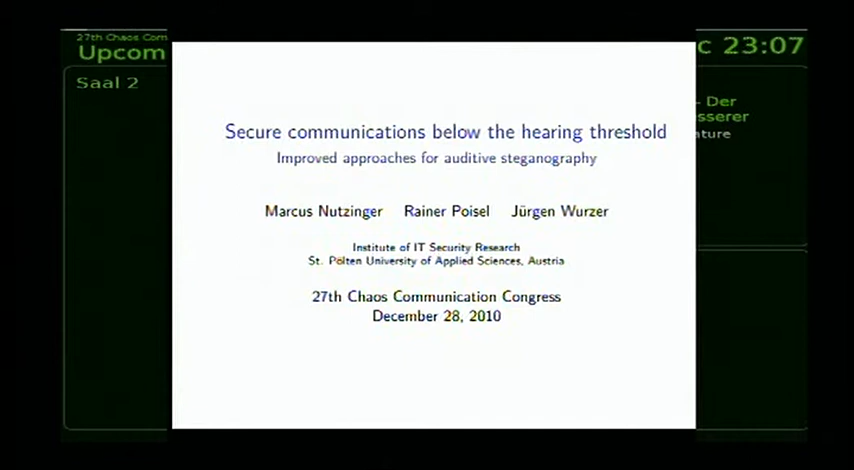 27th Chaos Com
Upcom
c 23:07
Saal 2
- Der
sserer
ature
Secure communications below the hearing threshold
Improved approaches for auditive steganography
Marcus Nutzinger Rainer Poisel Jürgen Wurzer
Institute of IT Security Research
St. Pölten University of Applied Sciences, Austria
27th Chaos Communication Congress
December 28, 2010